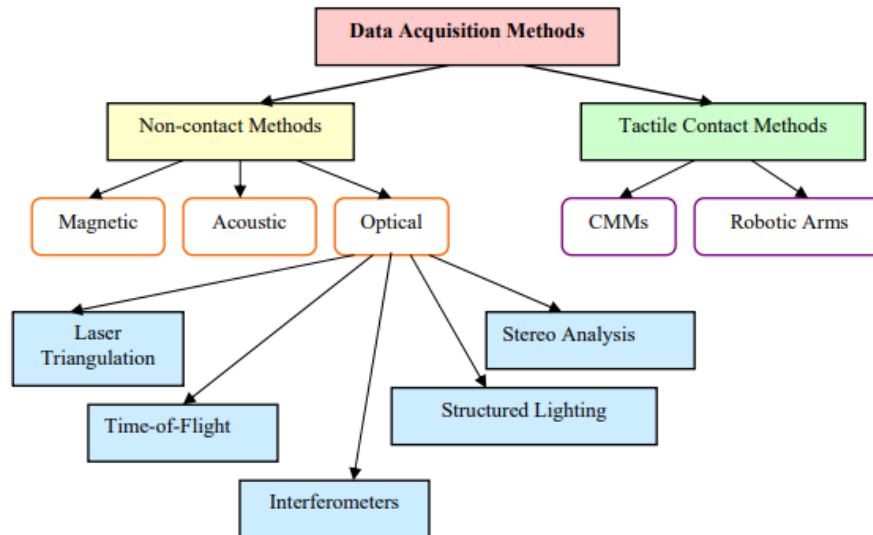 Data Acquisition Methods
Non-contact Methods
Tactile Contact Methods
Magnetic
Acoustic
Optical
CMMs
Robotic Arms
Laser
Triangulation
Stereo Analysis
Time-of-Flight
Structured Lighting
Interferometers